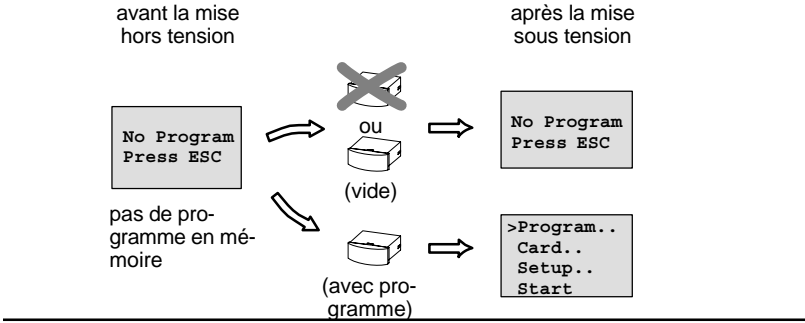 avant la mise
hors tension
après la mise
sous tension
No Program
Press ESC
ou
(vide)
No Program
Press ESC
pas de pro-
gramme en mé-
moire
(avec pro-
gramme)
>Program..
Card..
Setup..
Start